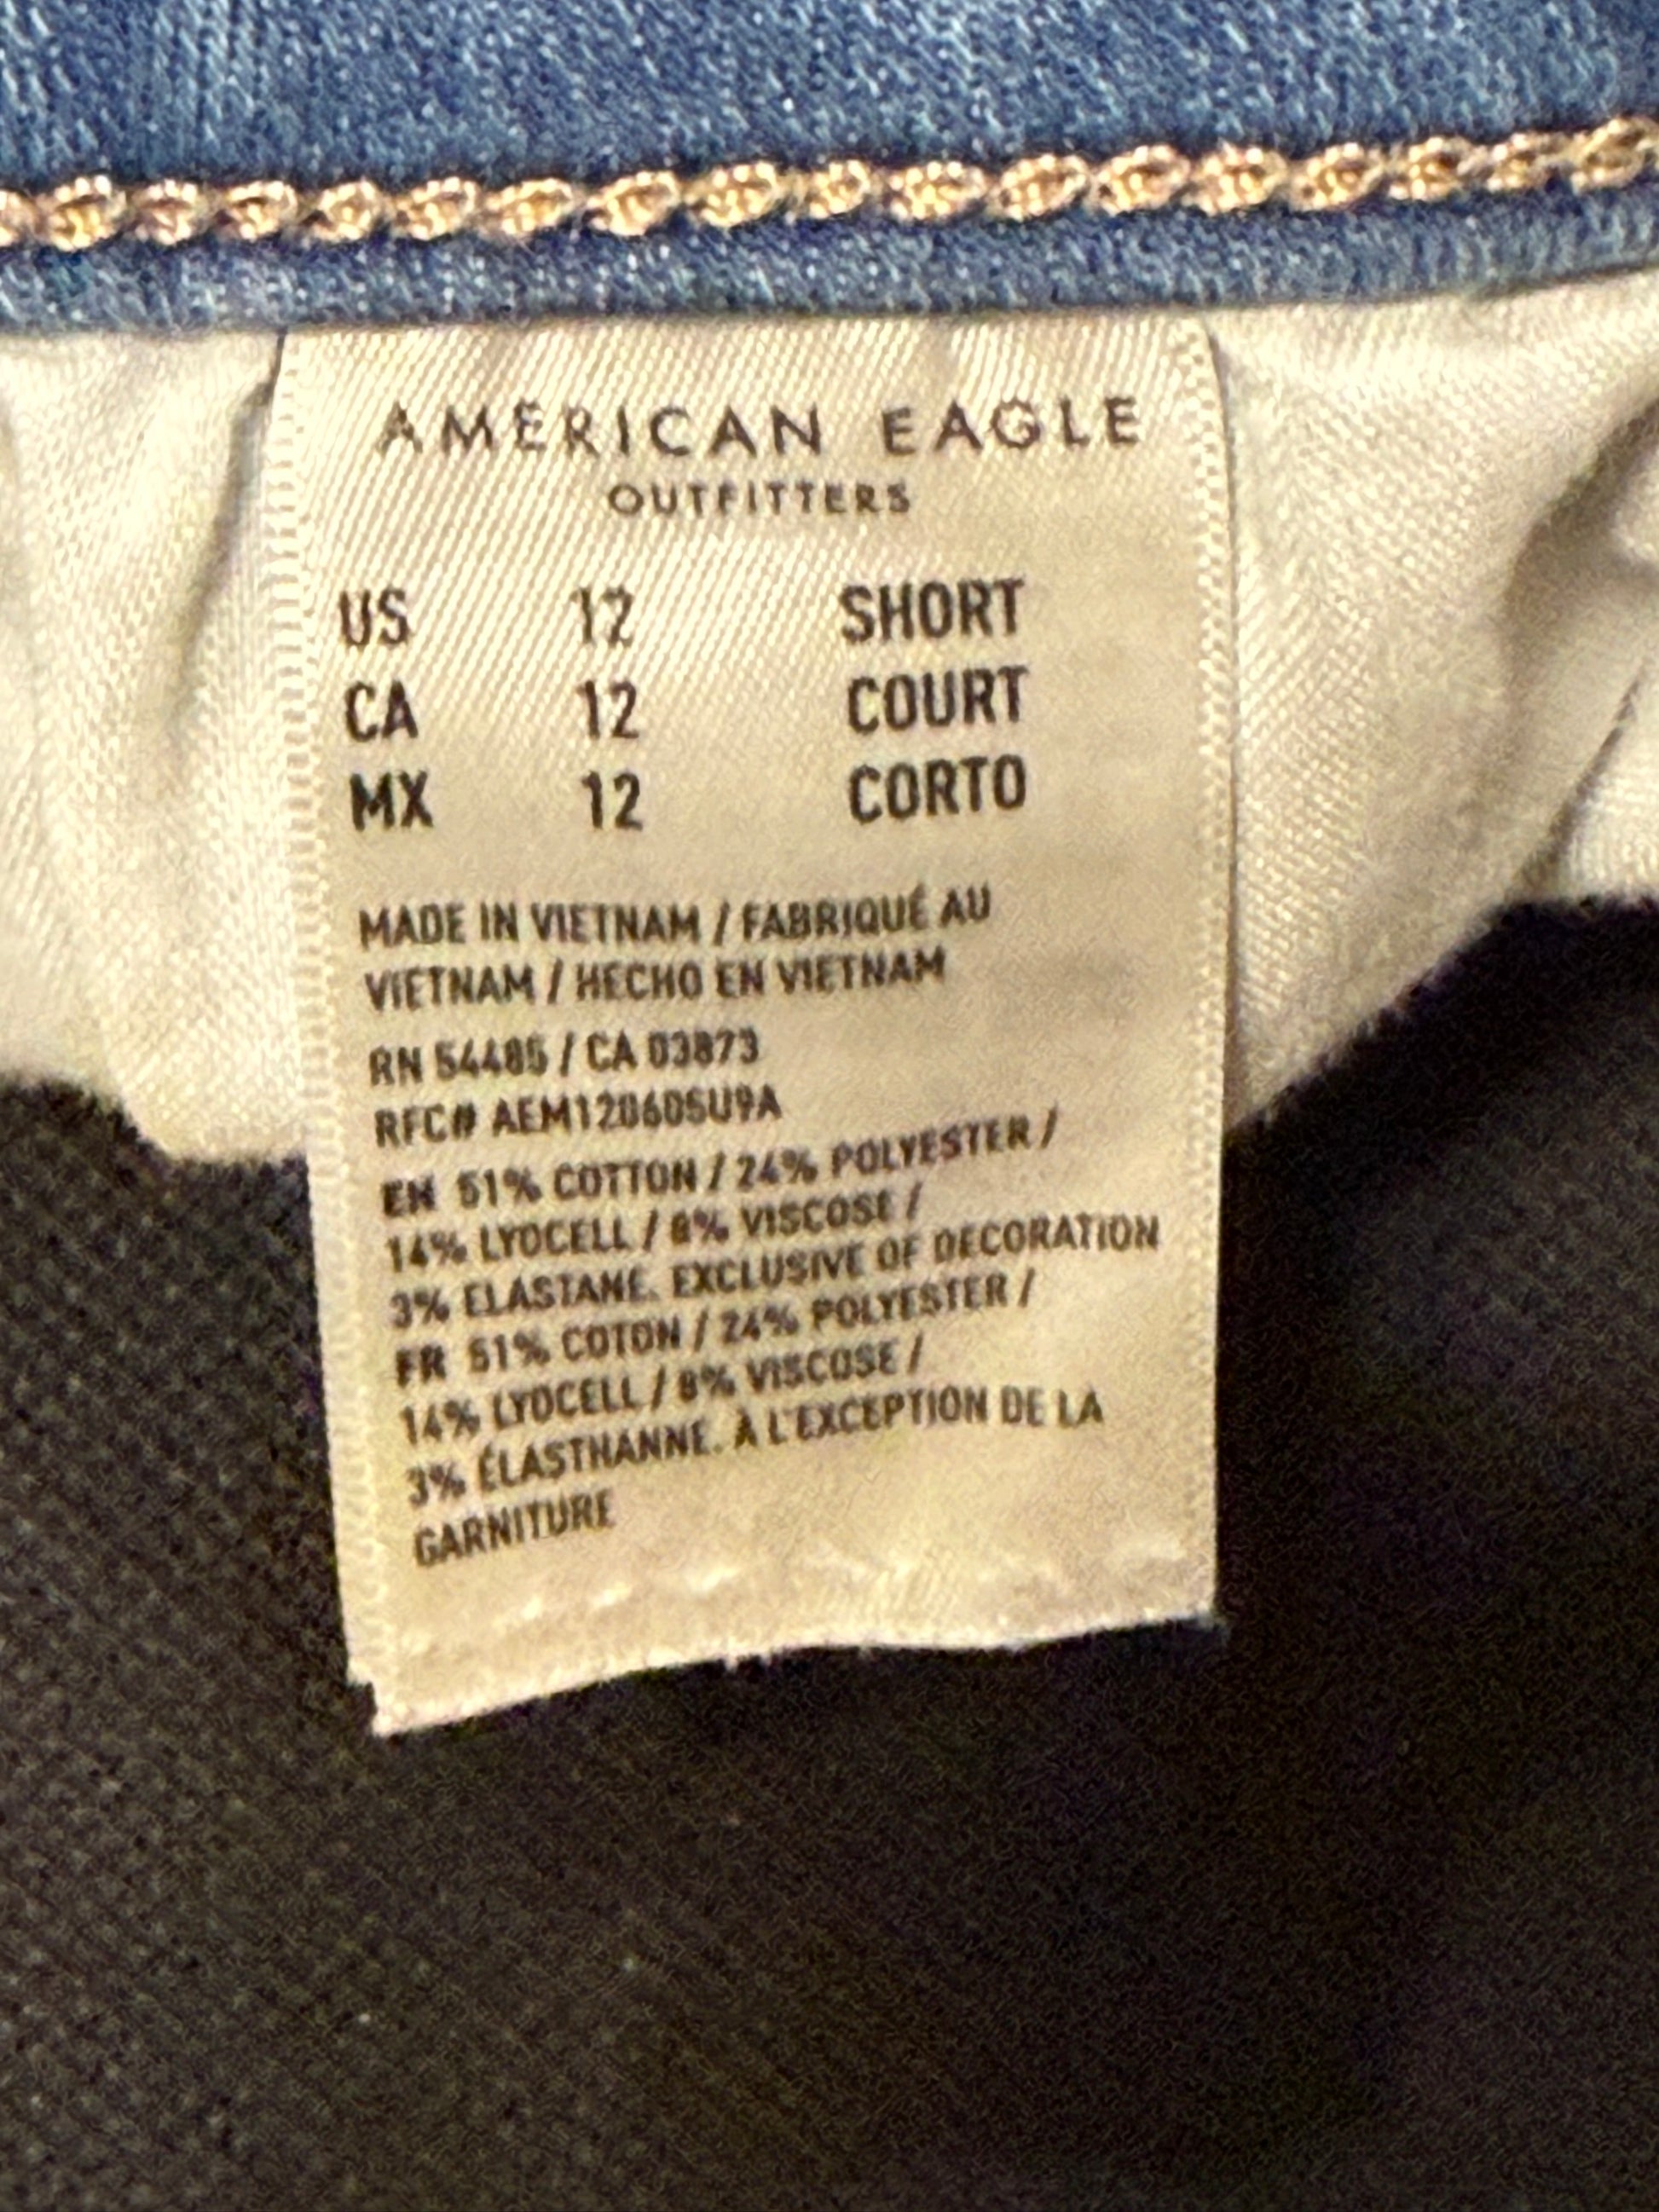 AMERICAN EAGLE
OUTFITTERS
US 12 SHORT
CA 12 COURT
MX 12 CORTO
MADE IN VIETNAM / FABRIQUÉ AU
VIETNAM / HECHO EN VIETNAM
RN 54485 / CA 03873
RFC# AEM120605U9A
EN 51% COTTON / 24% POLYESTER /
14% LYOCELL / 8% VISCOSE /
3% ELASTANE. EXCLUSIVE OF DECORATION
FR 51% COTON / 24% POLYESTER /
14% LYOCELL / 8% VISCOSE /
3% ÉLASTHANNE. À L'EXCEPTION DE LA
GARNITURE